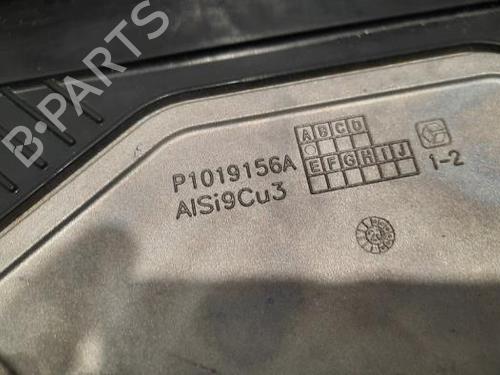 B-PARTS
P1019156A
AlSi9Cu3
ABCD
EFGHIJ
1-2